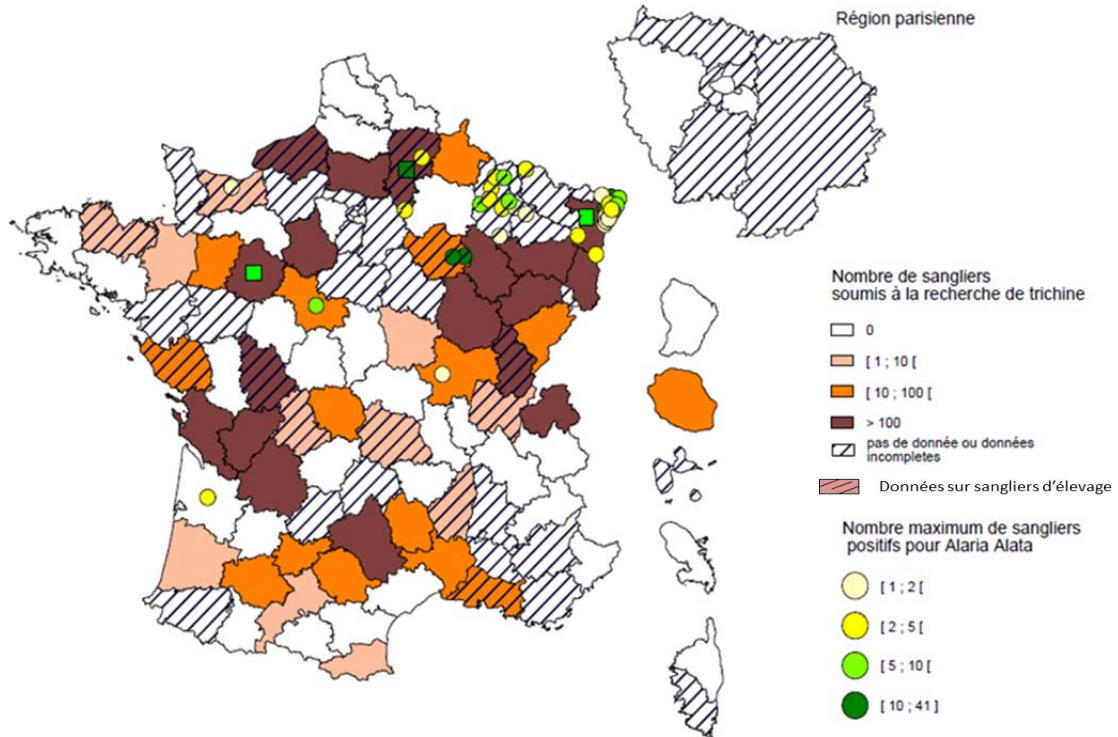 Région parisienne
Nombre de sangliers
soumis à la recherche de trichine
0
[ 1 ; 10 [
[ 10 ; 100 [
> 100
pas de donnée ou données
incompletes
Données sur sangliers d'élevage
Nombre maximum de sangliers
positifs pour Alaria Alata
[ 1 ; 2 [
[ 2 ; 5 [
[ 5 ; 10 [
[ 10 ; 41 ]